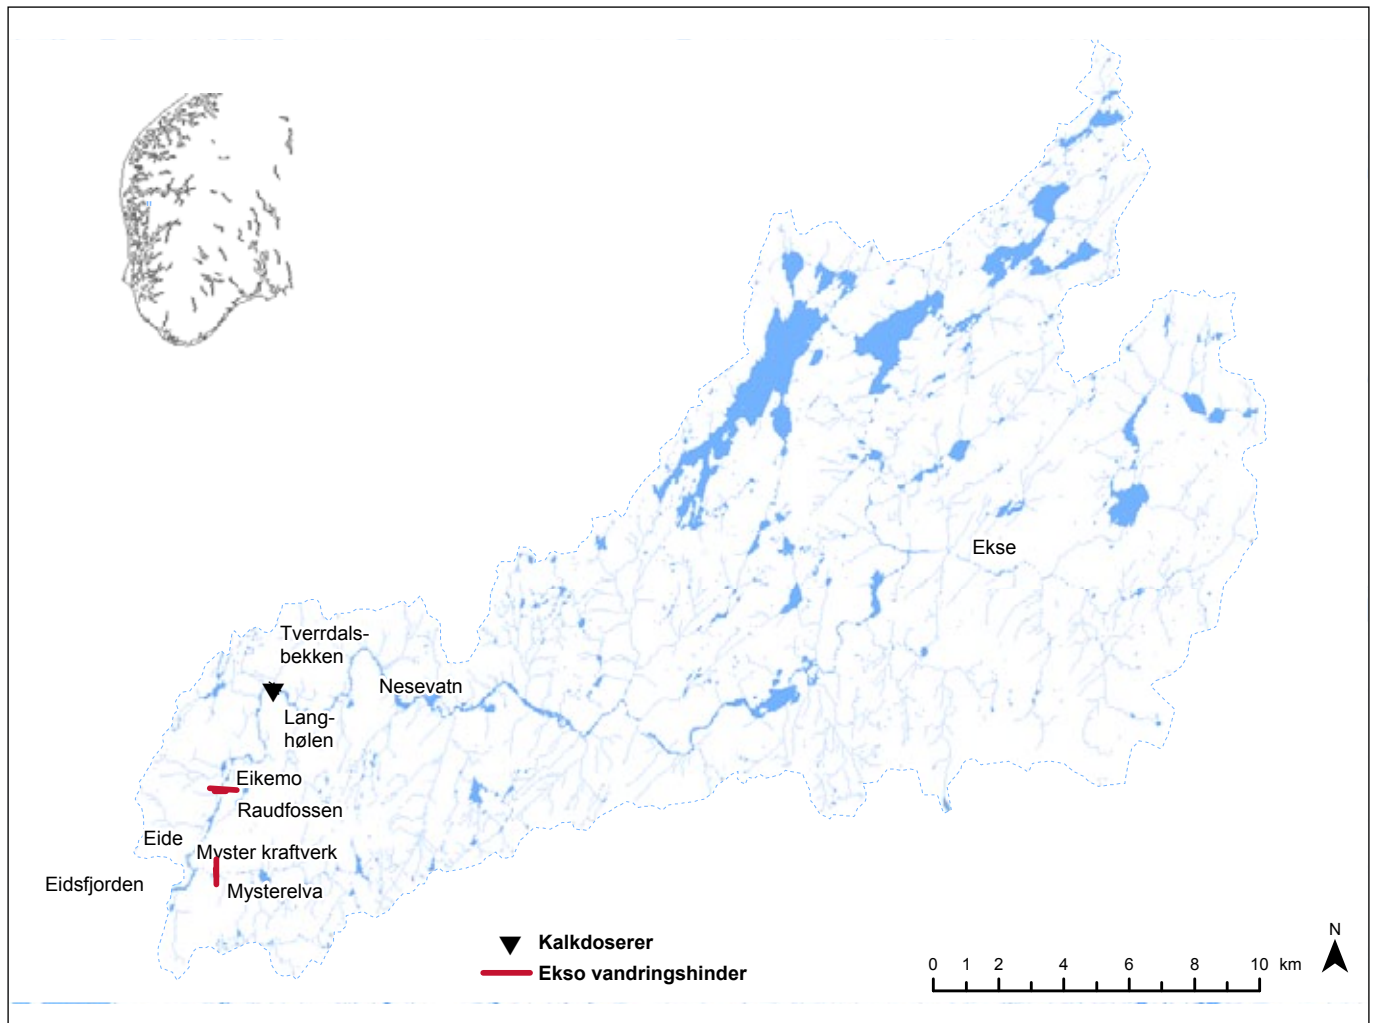 Ekse
Tverrdals-
bekken
Nesevatn
Lang-
hølen
Eikemo
Raudfossen
Eide
Myster kraftverk
Eidsfjorden
Mysterelva
Kalkdoserer
Ekso vandringshinder
N
0 1 2 4 6 8 10 km